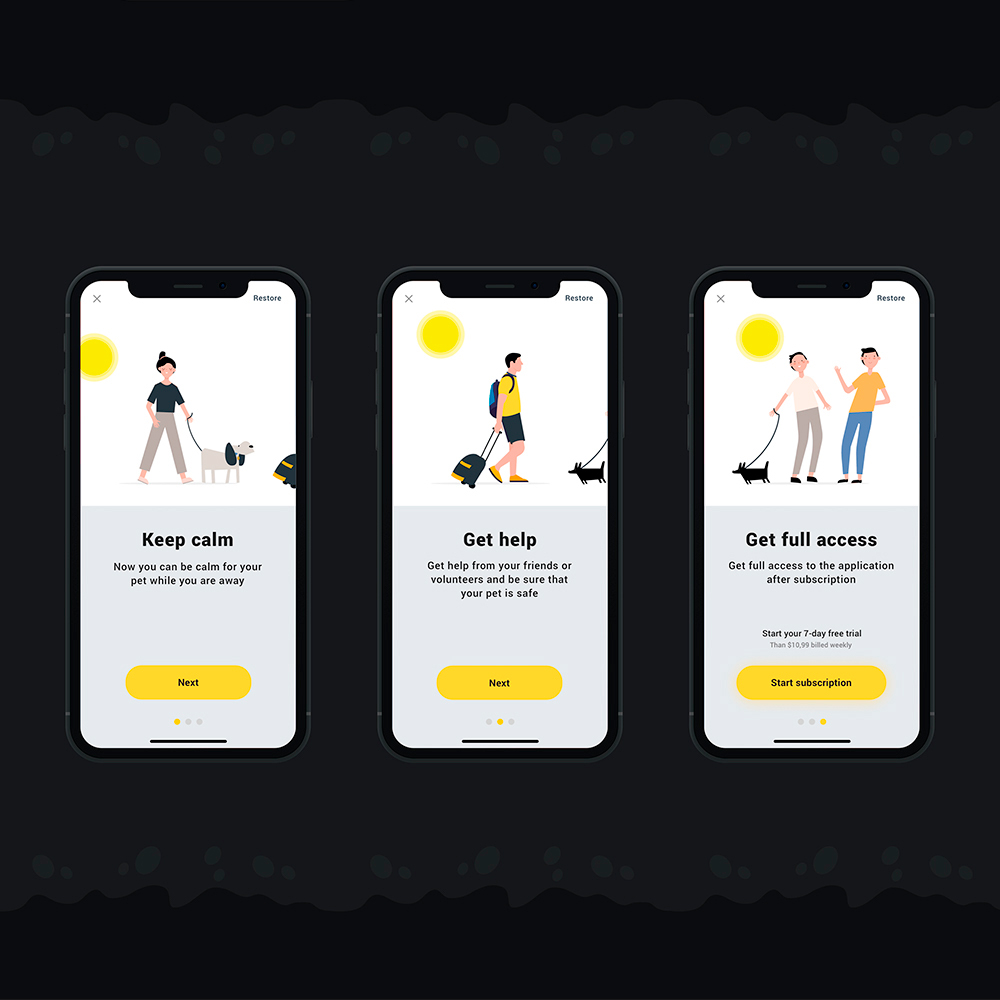 Restore
Keep calm
Now you can be calm for your
pet while you are away
Next
Restore
Get help
Get help from your friends or
volunteers and be sure that
your pet is safe
Next
Restore
Get full access
Get full access to the application
after subscription
Start your 7-day free trial
Than $10,99 billed weekly
Start subscription